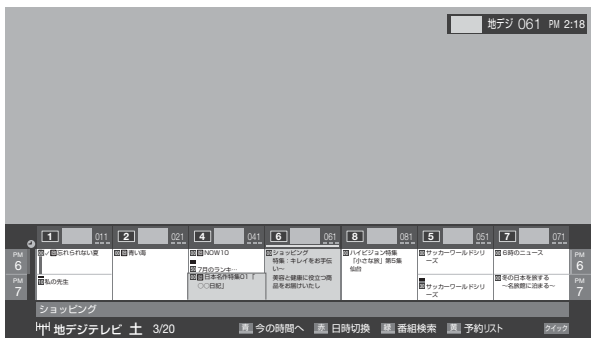 地デジ 061 PM 2:18
1 011 2 021 4 041 6 061 8 081 5 051 7 071
PM 6
忘れられない夏
青い海
NOW10
ショッピング
特集:キレイをお手伝い〜
美容と健康に役立つ商品をお届けいたし
ハイビジョン特集
「小さな旅」第5集
仙台
サッカーワールドシリーズ
6時のニュース
PM 6
PM 7
私の先生
7月のランキ…
日本名作特集01『○○日記』
サッカーワールドシリーズ
冬の日本を旅する
〜名旅館に泊まる〜
PM 7
ショッピング
地デジテレビ 土 3/20 青 今の時間へ 赤 日時切換 緑 番組検索 黄 予約リスト クイック